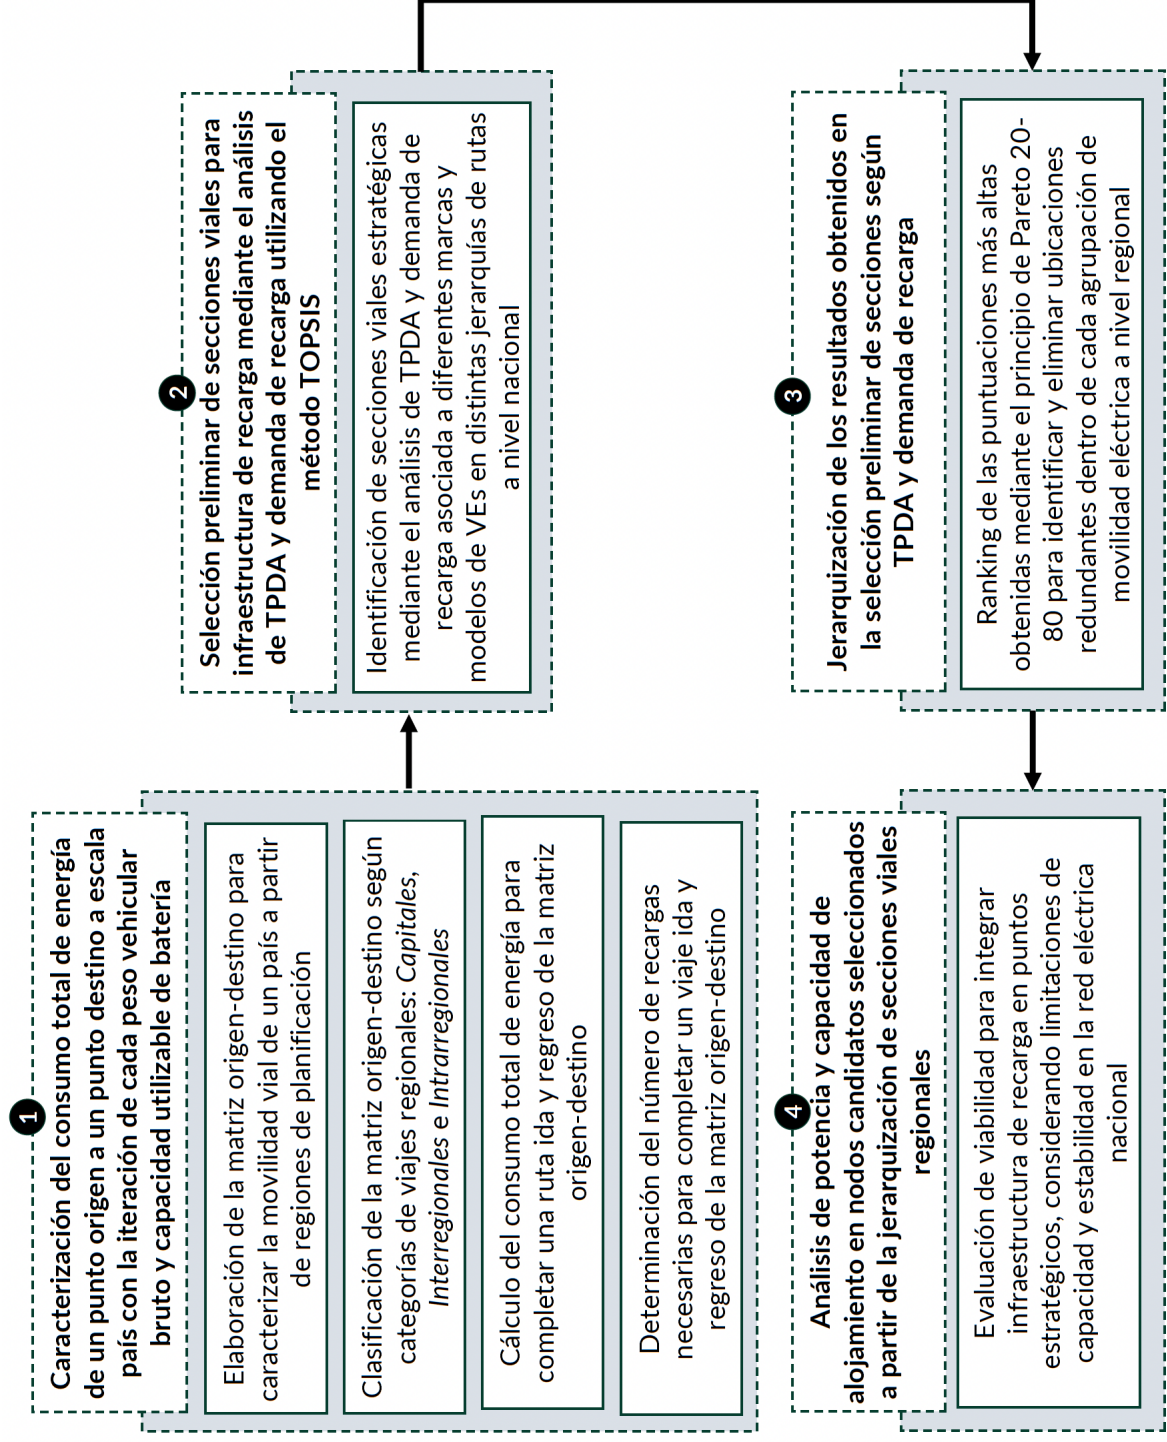 1
Caracterización del consumo total de energía
de un punto origen a un punto destino a escala
país con la iteración de cada peso vehicular
bruto y capacidad utilizable de batería
Elaboración de la matriz origen-destino para
caracterizar la movilidad vial de un país a partir
de regiones de planificación
Clasificación de la matriz origen-destino según
categorías de viajes regionales: Capitales,
Interregionales e Intrarregionales
Cálculo del consumo total de energía para
completar una ruta ida y regreso de la matriz
origen-destino
Determinación del número de recargas
necesarias para completar un viaje ida y
regreso de la matriz origen-destino
2
Selección preliminar de secciones viales para
infraestructura de recarga mediante el análisis
de TPDA y demanda de recarga utilizando el
método TOPSIS
Identificación de secciones viales estratégicas
mediante el análisis de TPDA y demanda de
recarga asociada a diferentes marcas y
modelos de VEs en distintas jerarquías de rutas
a nivel nacional
3
Jerarquización de los resultados obtenidos en
la selección preliminar de secciones según
TPDA y demanda de recarga
Ranking de las puntuaciones más altas
obtenidas mediante el principio de Pareto 20-
80 para identificar y eliminar ubicaciones
redundantes dentro de cada agrupación de
movilidad eléctrica a nivel regional
4
Análisis de potencia y capacidad de
alojamiento en nodos candidatos seleccionados
a partir de la jerarquización de secciones viales
regionales
Evaluación de viabilidad para integrar
infraestructura de recarga en puntos
estratégicos, considerando limitaciones de
capacidad y estabilidad en la red eléctrica
nacional